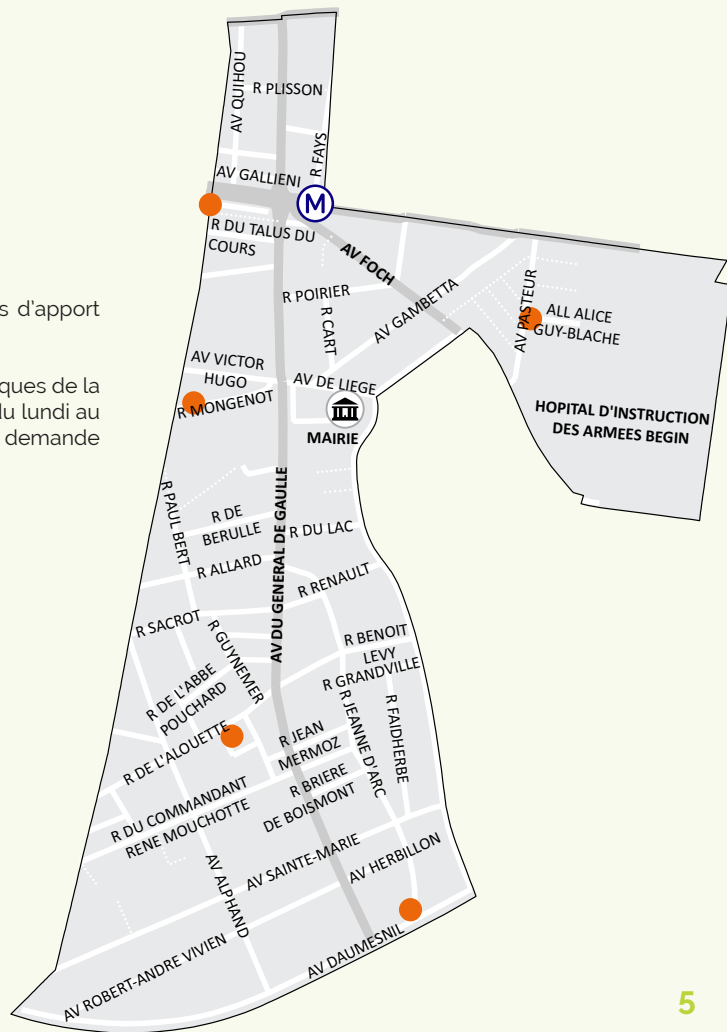 R PLISSON
AV QUIHOU
R FAYS
AV GALLIENI
M
R DU TALUS DU
COURS
AV FOCH
R POIRIER
R CART
AV GAMBETTA
AV PASTEUR
ALL ALICE
GUY-BLACHE
s d'apport
AV VICTOR
HUGO
AV DE LIEGE
ques de la
du lundi au
demande
R MONGENOT
MAIRIE
HOPITAL D'INSTRUCTION
DES ARMEES BEGIN
R PAUL BERT
R DE
BERULLE
AV DU GENERAL DE GAULLE
R DU LAC
R ALLARD
R RENAULT
R SACROT
R GUYNEMER
R BENOIT
LEVY
R GRANDVILLE
R DE L'ABBE
POUCHARD
R JEANNE D'ARC
R FAIDHERBE
R DE L'ALOUETTE
R JEAN
MERMOZ
R BRIERE
DE BOISMONT
R DU COMMANDANT
RENE MOUCHOTTE
AV SAINTE-MARIE
AV HERBILLON
AV ALPHAND
AV DAUMESNIL
AV ROBERT-ANDRE VIVIEN
5